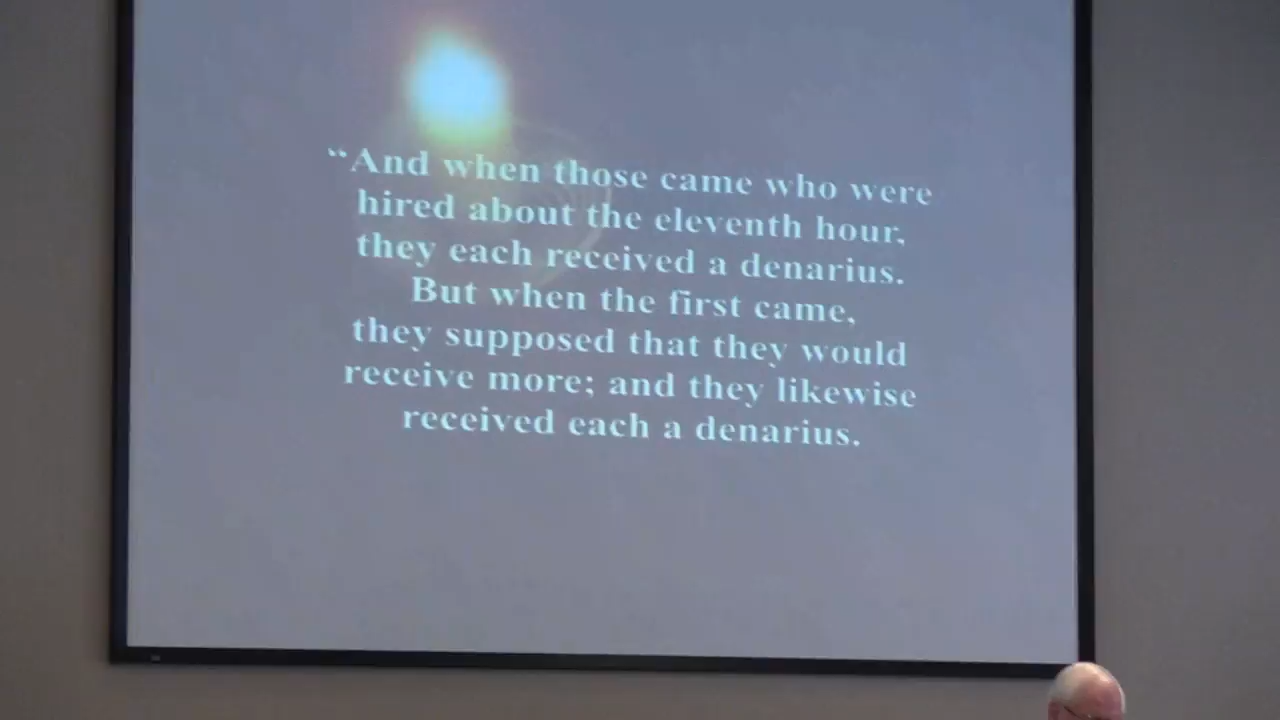 “And when those came who were
hired about the eleventh hour,
they each received a denarius.
But when the first came,
they supposed that they would
receive more; and they likewise
received each a denarius.